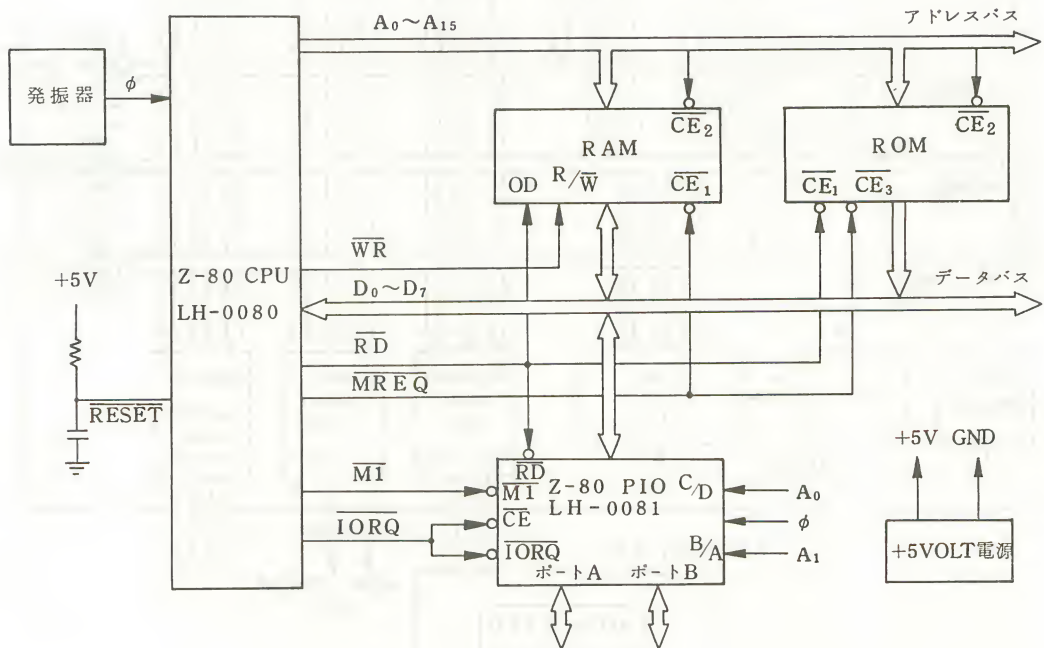 A₀～A₁₅
アドレスバス
発振器
φ
CE₂
CE₂
RAM
ROM
OD
R/W
CE₁
CE₁
CE₃
WR
+5V
Z-80 CPU
LH-0080
D₀～D₇
データバス
RD
MREQ
RESET
+5V GND
RD
M1
M1
Z-80 PIO
C/D
A₀
LH-0081
CE
φ
IORQ
IORQ
B/A
A₁
+5VOLT電源
ポートA
ポートB